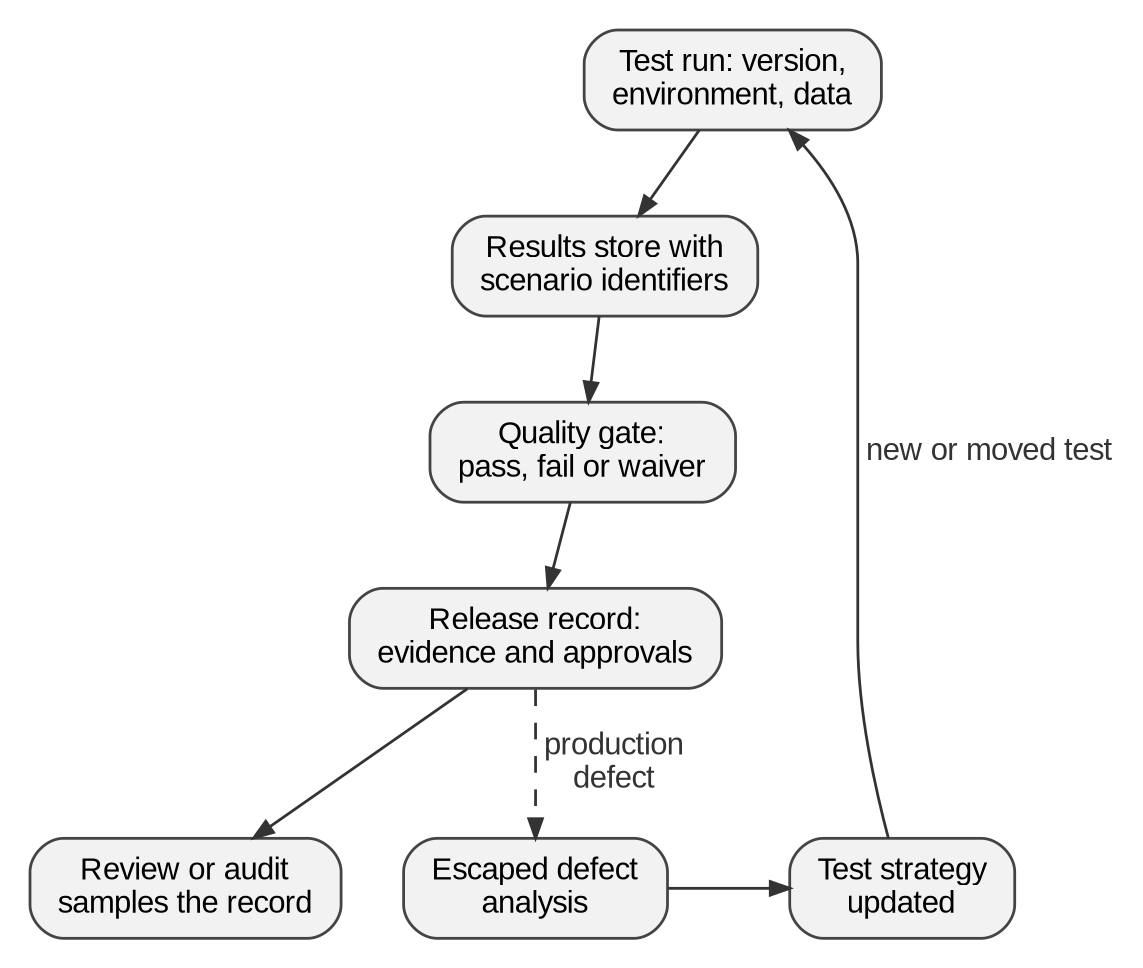 Test run: version,
environment, data
Results store with
scenario identifiers
Quality gate:
pass, fail or waiver
new or moved test
Release record:
evidence and approvals
production
defect
Review or audit
samples the record
Escaped defect
analysis
Test strategy
updated